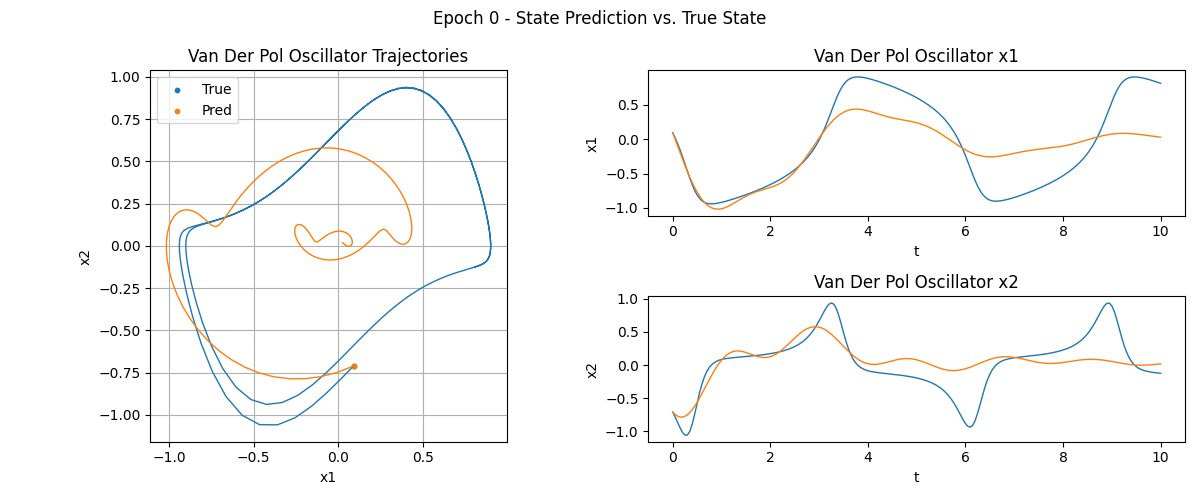 Epoch 0 - State Prediction vs. True State
Van Der Pol Oscillator Trajectories
1.00
0.75
0.50
0.25
0.00
−0.25
−0.50
−0.75
−1.00
x2
True
Pred
−1.0 −0.5 0.0 0.5
x1
Van Der Pol Oscillator x1
0.5
0.0
−0.5
−1.0
x1
0 2 4 6 8 10
t
Van Der Pol Oscillator x2
1.0
0.5
0.0
−0.5
−1.0
x2
0 2 4 6 8 10
t